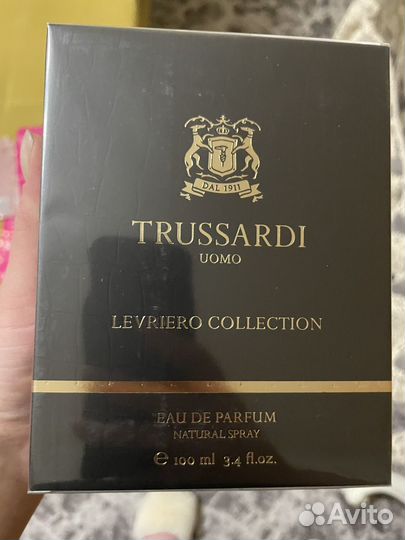 DAL 1911
TRUSSARDI
UOMO
LEVRIERO COLLECTION
EAU DE PARFUM
NATURAL SPRAY
℮ 100 ml 3.4 fl.oz.
Avito